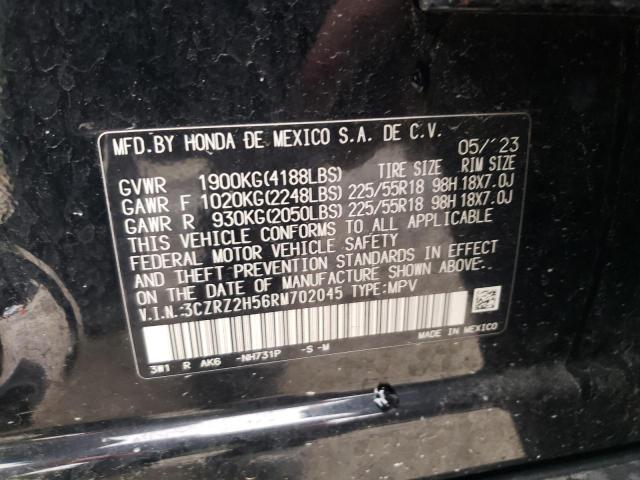 MFD. BY HONDA DE MEXICO S.A. DE C.V. 05/'23
GVWR 1900KG(4188LBS) TIRE SIZE RIM SIZE
GAWR F 1020KG(2248LBS) 225/55R18 98H 18X7.0J
GAWR R 930KG(2050LBS) 225/55R18 98H 18X7.0J
THIS VEHICLE CONFORMS TO ALL APPLICABLE
FEDERAL MOTOR VEHICLE SAFETY
AND THEFT PREVENTION STANDARDS IN EFFECT
ON THE DATE OF MANUFACTURE SHOWN ABOVE.
V.I.N.:3CZRZ2H56RM702045 TYPE:MPV
3W1 R AK6 -NH731P -S -M MADE IN MEXICO